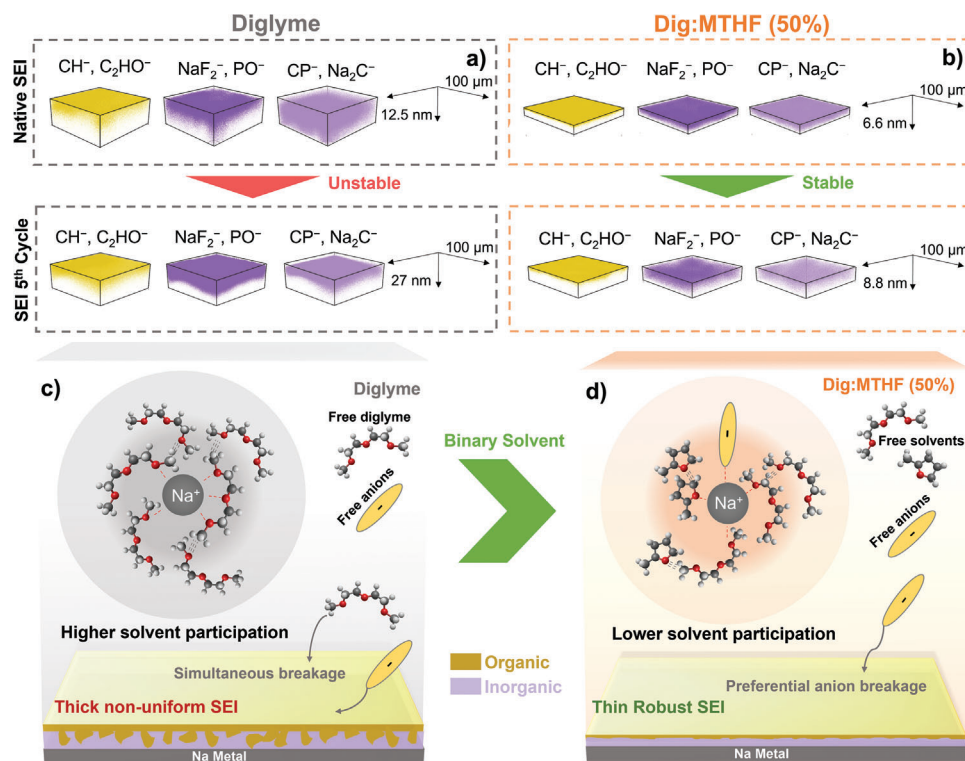 Diglyme
Dig:MTHF (50%)
Native SEI
a)
CH⁻, C₂HO⁻
NaF₂⁻, PO⁻
CP⁻, Na₂C⁻
100 µm
12.5 nm
b)
CH⁻, C₂HO⁻
NaF₂⁻, PO⁻
CP⁻, Na₂C⁻
100 µm
6.6 nm
Unstable
Stable
SEI 5th Cycle
CH⁻, C₂HO⁻
NaF₂⁻, PO⁻
CP⁻, Na₂C⁻
100 µm
27 nm
CH⁻, C₂HO⁻
NaF₂⁻, PO⁻
CP⁻, Na₂C⁻
100 µm
8.8 nm
c)
Diglyme
Free diglyme
Na⁺
Free anions
-
Higher solvent participation
Simultaneous breakage
-
Thick non-uniform SEI
Na Metal
Binary Solvent
Organic
Inorganic
d)
Dig:MTHF (50%)
Free solvents
-
Na⁺
Free anions
-
Lower solvent participation
-
Preferential anion breakage
Thin Robust SEI
Na Metal